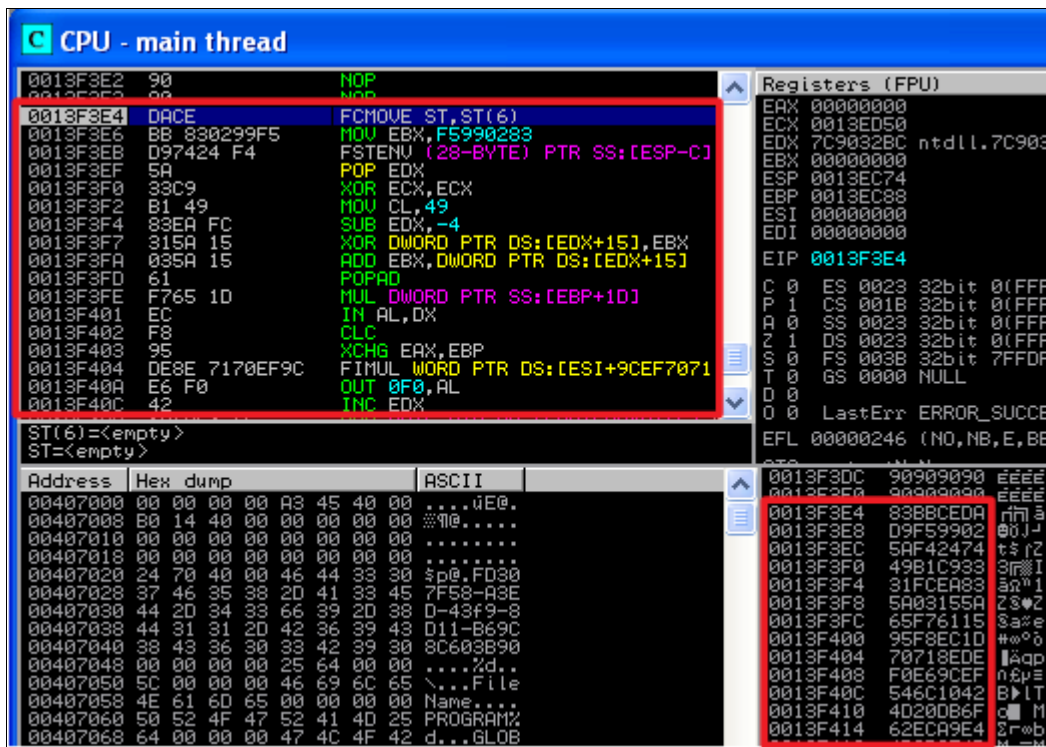 C CPU - main thread
0013F3E2 90 NOP
0013F3E4 DACE FCMOVE ST,ST(6)
0013F3E6 BB 830299F5 MOV EBX,F5990283
0013F3EB D97424 F4 FSTENV (28-BYTE) PTR SS:[ESP-C]
0013F3EF 5A POP EDX
0013F3F0 33C9 XOR ECX,ECX
0013F3F2 B1 49 MOV CL,49
0013F3F4 83EA FC SUB EDX,-4
0013F3F7 315A 15 XOR DWORD PTR DS:[EDX+15],EBX
0013F3FA 035A 15 ADD EBX,DWORD PTR DS:[EDX+15]
0013F3FD 61 POPAD
0013F3FE F765 1D MUL DWORD PTR SS:[EBP+1D]
0013F401 EC IN AL,DX
0013F402 F8 CLC
0013F403 95 XCHG EAX,EBP
0013F404 DE8E 7170EF9C FIMUL WORD PTR DS:[ESI+9CEF7071
0013F40A E6 F0 OUT 0F0,AL
0013F40C 42 INC EDX
ST(6)=<empty>
ST=<empty>
Registers (FPU)
EAX 00000000
ECX 0013ED50
EDX 7C9032BC ntdll.7C903
EBX 00000000
ESP 0013EC74
EBP 0013EC88
ESI 00000000
EDI 00000000
EIP 0013F3E4
C 0 ES 0023 32bit 0(FFF
P 1 CS 001B 32bit 0(FFF
A 0 SS 0023 32bit 0(FFF
Z 1 DS 0023 32bit 0(FFF
S 0 FS 003B 32bit 7FFDF
T 0 GS 0000 NULL
D 0
O 0 LastErr ERROR_SUCCE
EFL 00000246 (NO,NB,E,BE
Address Hex dump ASCII
00407000 00 00 00 00 A3 45 40 00 ....úE@.
00407008 B0 14 40 00 00 00 00 00 ░¶@.....
00407010 00 00 00 00 00 00 00 00 ........
00407018 00 00 00 00 00 00 00 00 ........
00407020 24 70 40 00 46 44 33 30 $p@.FD30
00407028 37 46 35 38 2D 41 33 45 7F58-A3E
00407030 44 2D 34 33 66 39 2D 38 D-43f9-8
00407038 44 31 31 2D 42 36 39 43 D11-B69C
00407040 38 43 36 30 33 42 39 30 8C603B90
00407048 00 00 00 00 25 64 00 00 ....%d..
00407050 5C 00 00 00 46 69 6C 65 \...File
00407058 4E 61 6D 65 00 00 00 00 Name....
00407060 50 52 4F 47 52 41 4D 25 PROGRAM%
00407068 64 00 00 00 47 4C 4F 42 d...GLOB
0013F3DC 90909090 ÉÉÉÉ
0013F3E0 90909090 ÉÉÉÉ
0013F3E4 83BBCEDA
0013F3E8 D9F59902
0013F3EC 5AF42474
0013F3F0 49B1C933
0013F3F4 31FCEA83
0013F3F8 5A03155A
0013F3FC 65F76115
0013F400 95F8EC1D
0013F404 70718EDE
0013F408 F0E69CEF
0013F40C 546C1042
0013F410 4D20DB6F
0013F414 62ECA9E4